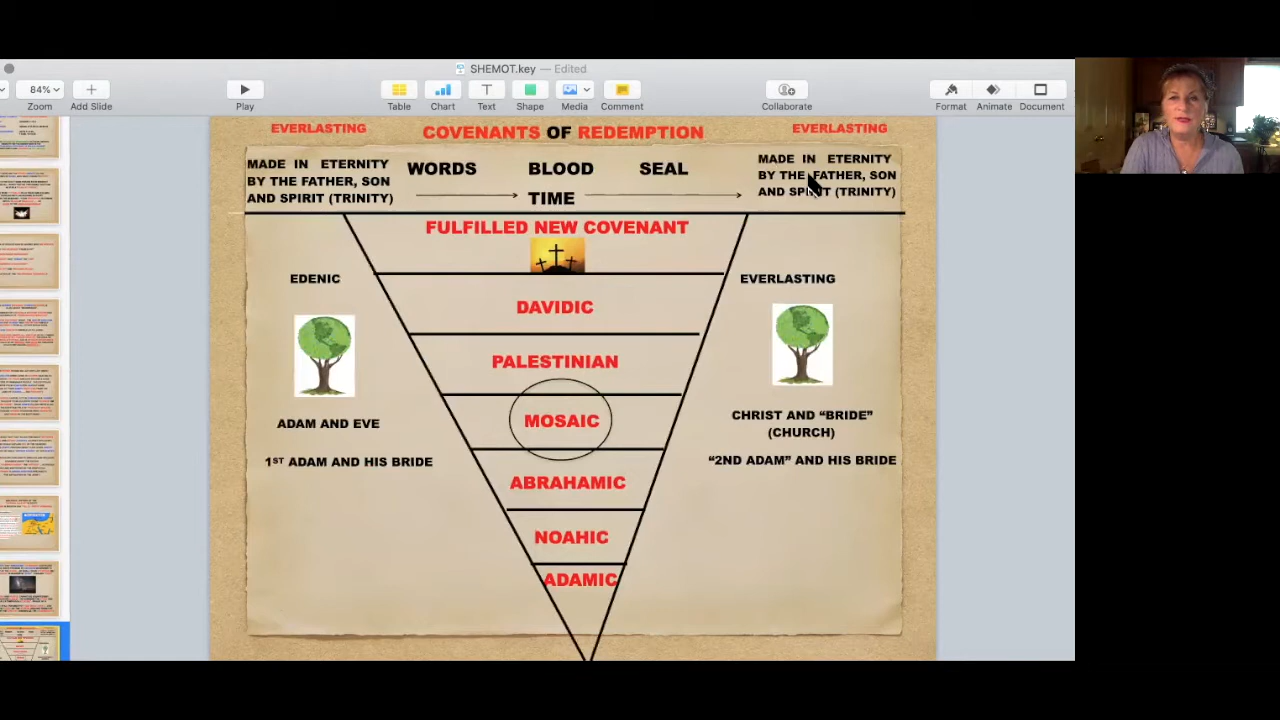 SHEMOT.key — Edited
84%
Zoom
Add Slide
Play
Table
Chart
Text
Shape
Media
Comment
Collaborate
Format
Animate
Document
EVERLASTING
COVENANTS OF REDEMPTION
EVERLASTING
MADE IN ETERNITY
BY THE FATHER, SON
AND SPIRIT (TRINITY)
WORDS BLOOD SEAL
TIME
MADE IN ETERNITY
BY THE FATHER, SON
AND SPIRIT (TRINITY)
FULFILLED NEW COVENANT
EDENIC
EVERLASTING
DAVIDIC
PALESTINIAN
MOSAIC
ABRAHAMIC
NOAHIC
ADAMIC
ADAM AND EVE
1ST ADAM AND HIS BRIDE
CHRIST AND “BRIDE”
(CHURCH)
“2ND ADAM” AND HIS BRIDE